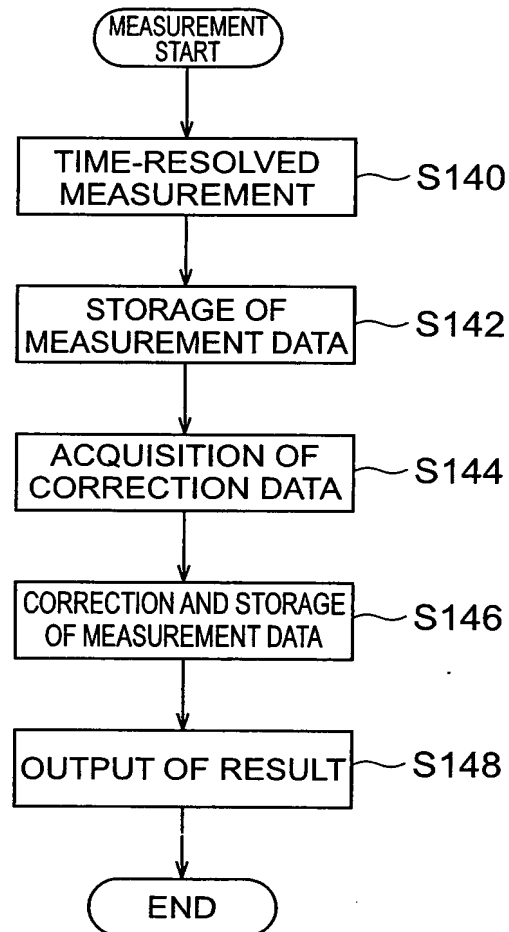 MEASUREMENT
START
TIME-RESOLVED
MEASUREMENT
S140
STORAGE OF
MEASUREMENT DATA
S142
ACQUISITION OF
CORRECTION DATA
S144
CORRECTION AND STORAGE
OF MEASUREMENT DATA
S146
OUTPUT OF RESULT
S148
END